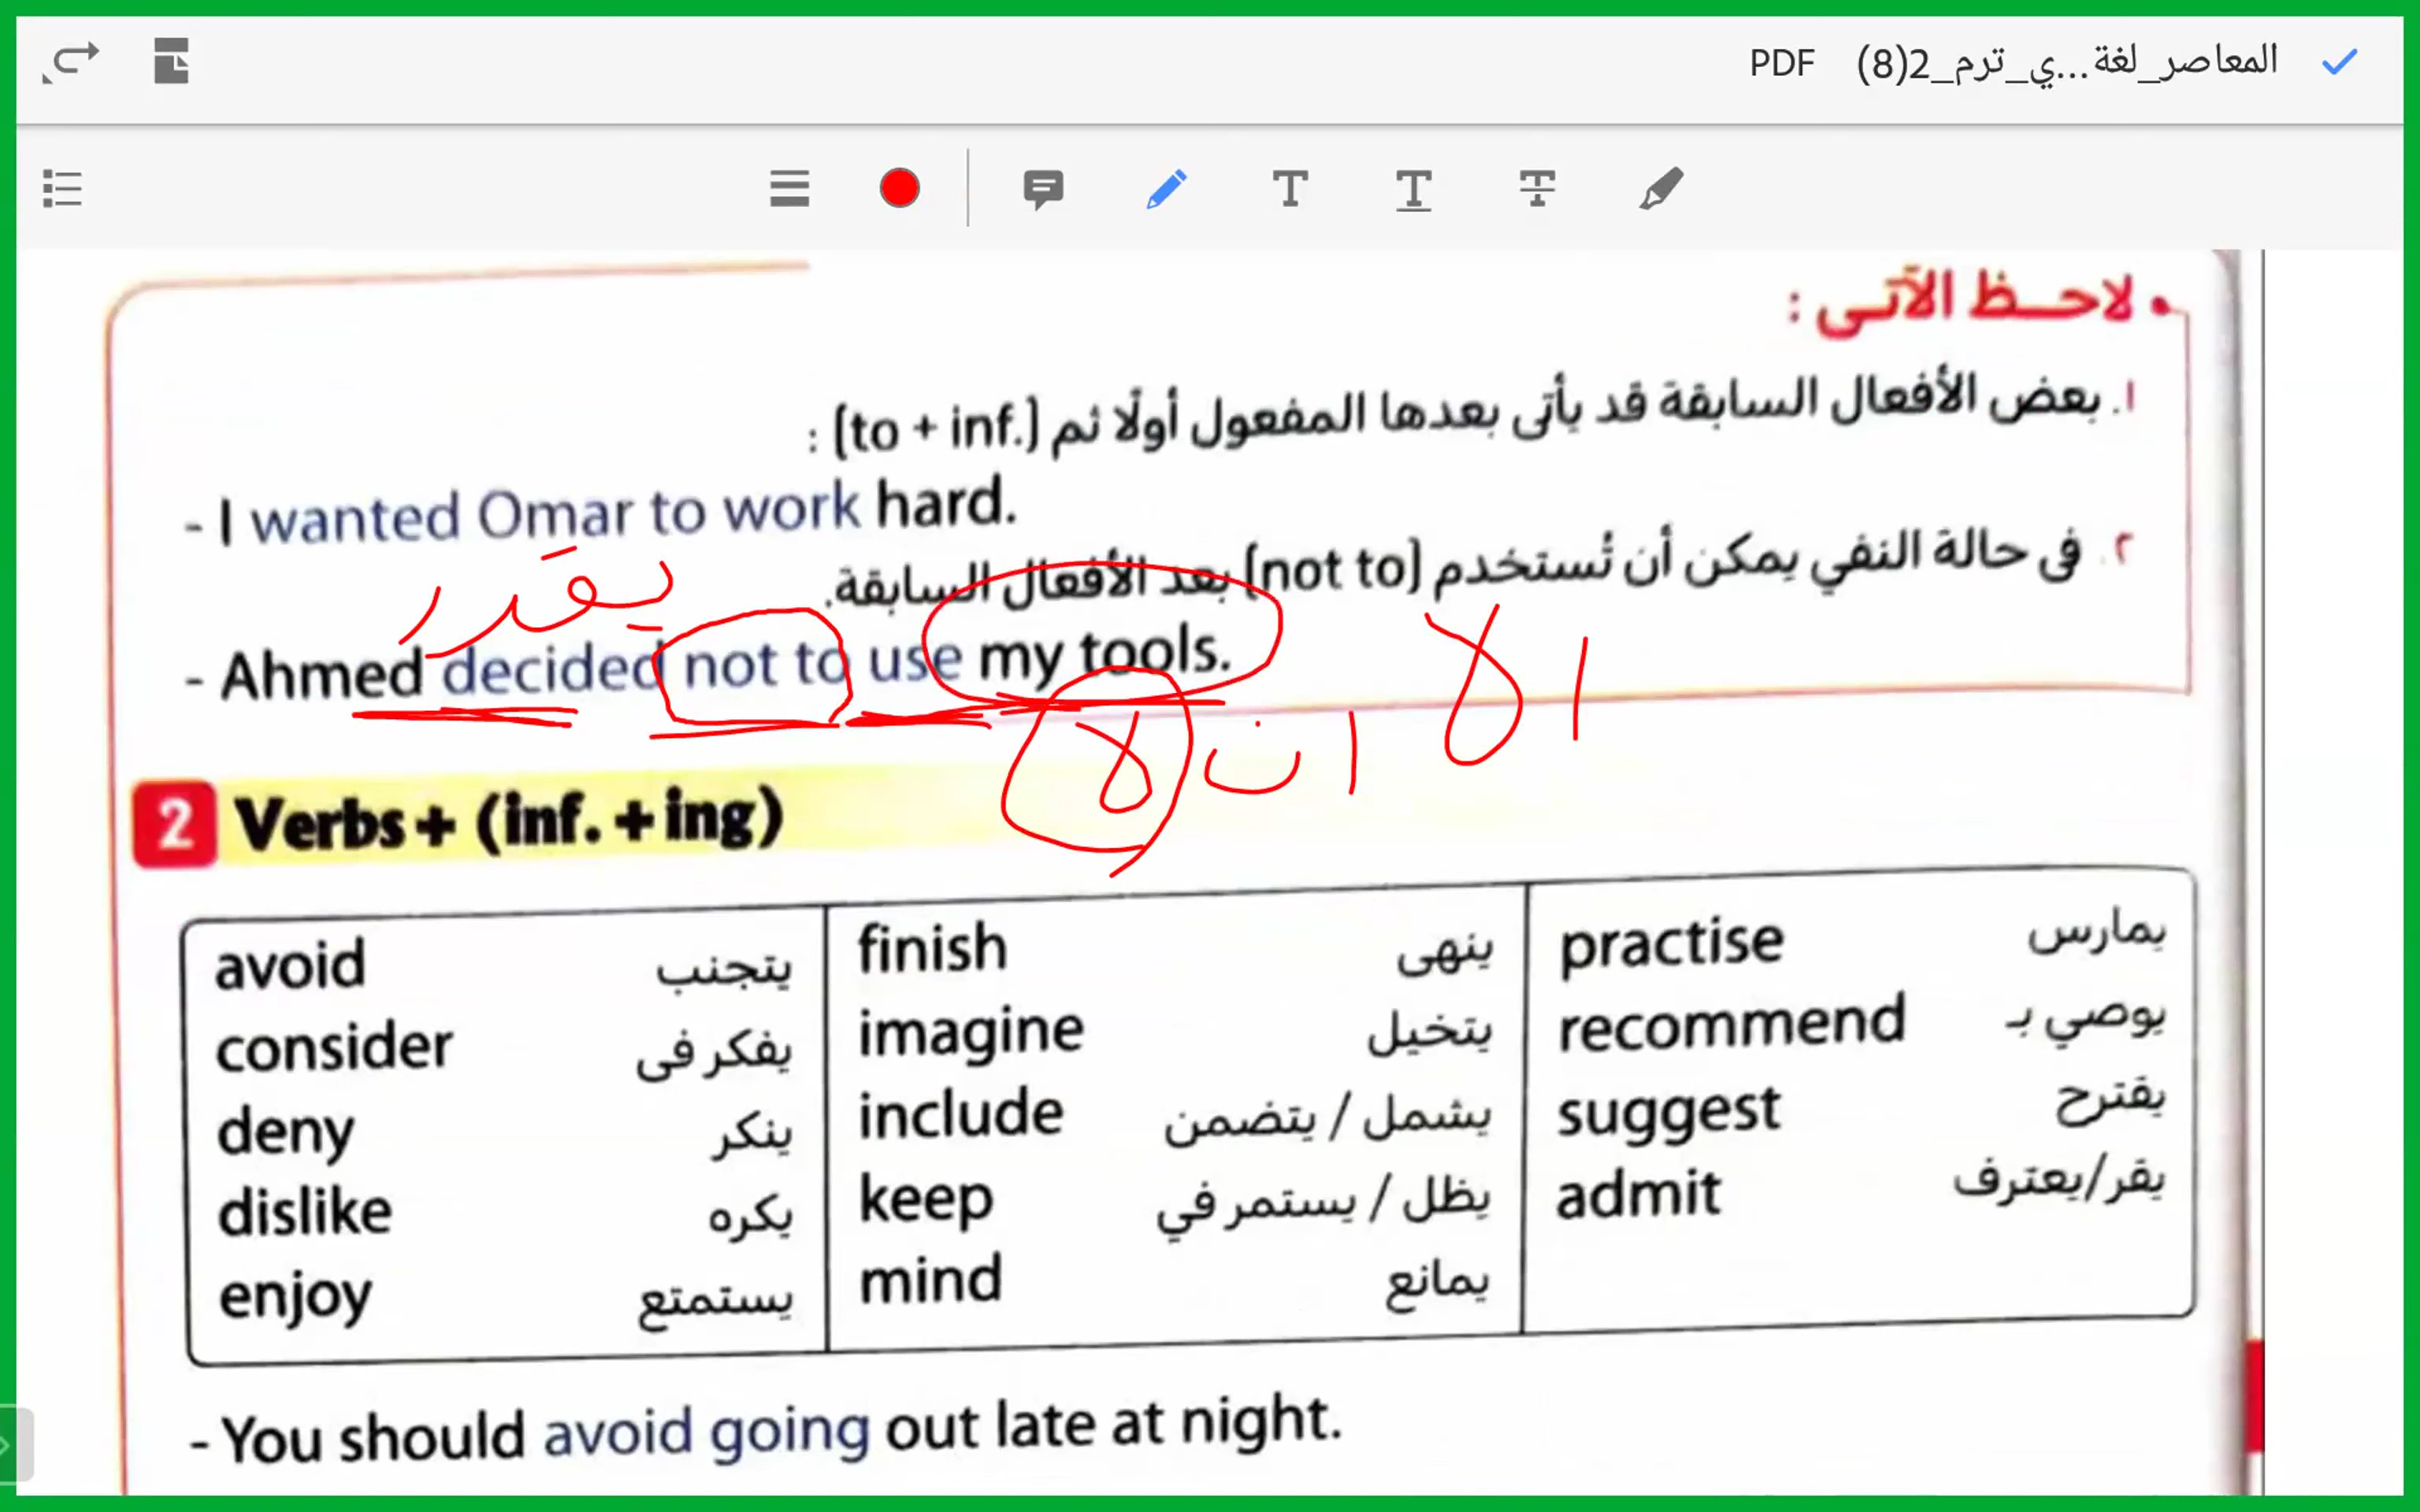 المعاصر_لغة...ي_ترم_2(8) PDF
لاحظ الآتى :
١. بعض الأفعال السابقة قد يأتى بعدها المفعول أولًا ثم (to + inf.) :
- I wanted Omar to work hard.
٢. فى حالة النفي يمكن أن تُستخدم (not to) بعد الأفعال السابقة.
يقرر
- Ahmed decided not to use my tools.
الا
ان لا
2 Verbs + (inf. + ing)
avoid يتجنب finish ينهى practise يمارس
consider يفكر فى imagine يتخيل recommend يوصي بـ
deny ينكر include يشمل / يتضمن suggest يقترح
dislike يكره keep يظل / يستمر في admit يقر/يعترف
enjoy يستمتع mind يمانع
- You should avoid going out late at night.